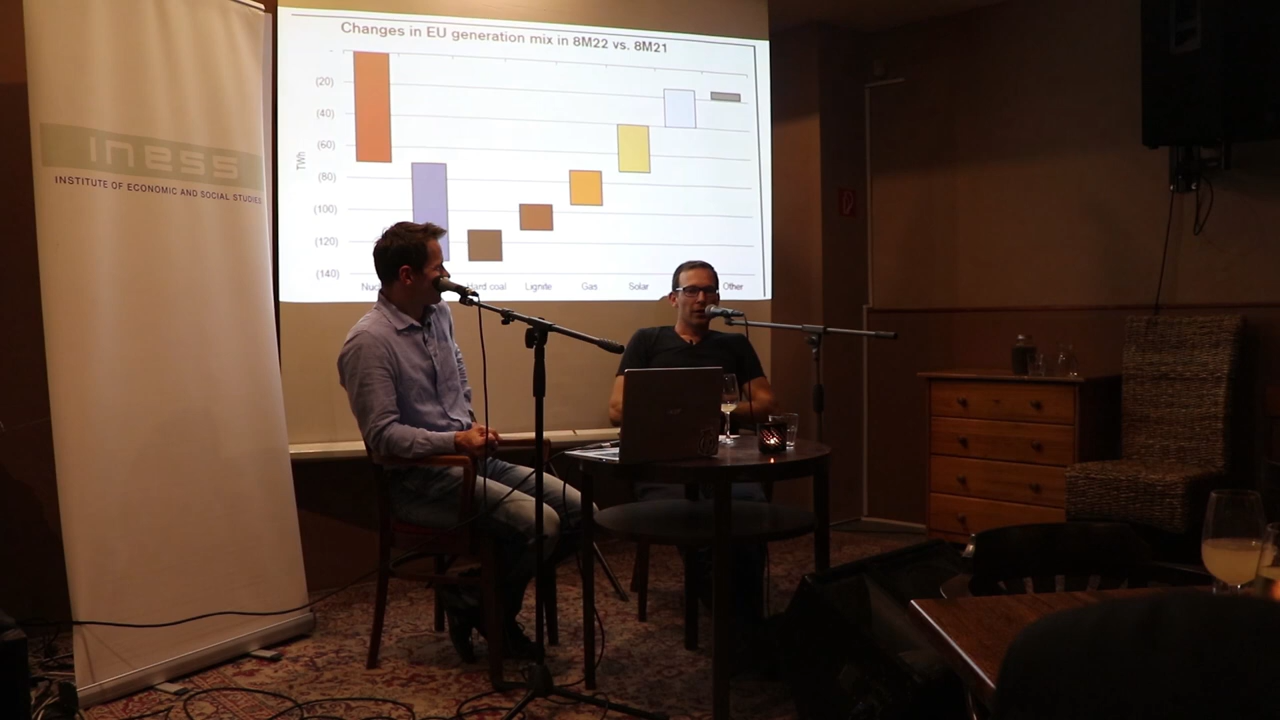 iness
INSTITUTE OF ECONOMIC AND SOCIAL STUDIES
Changes in EU generation mix in 8M22 vs. 8M21
TWh
-
(20)
(40)
(60)
(80)
(100)
(120)
(140)
Hard coal
Lignite
Gas
Solar
Other